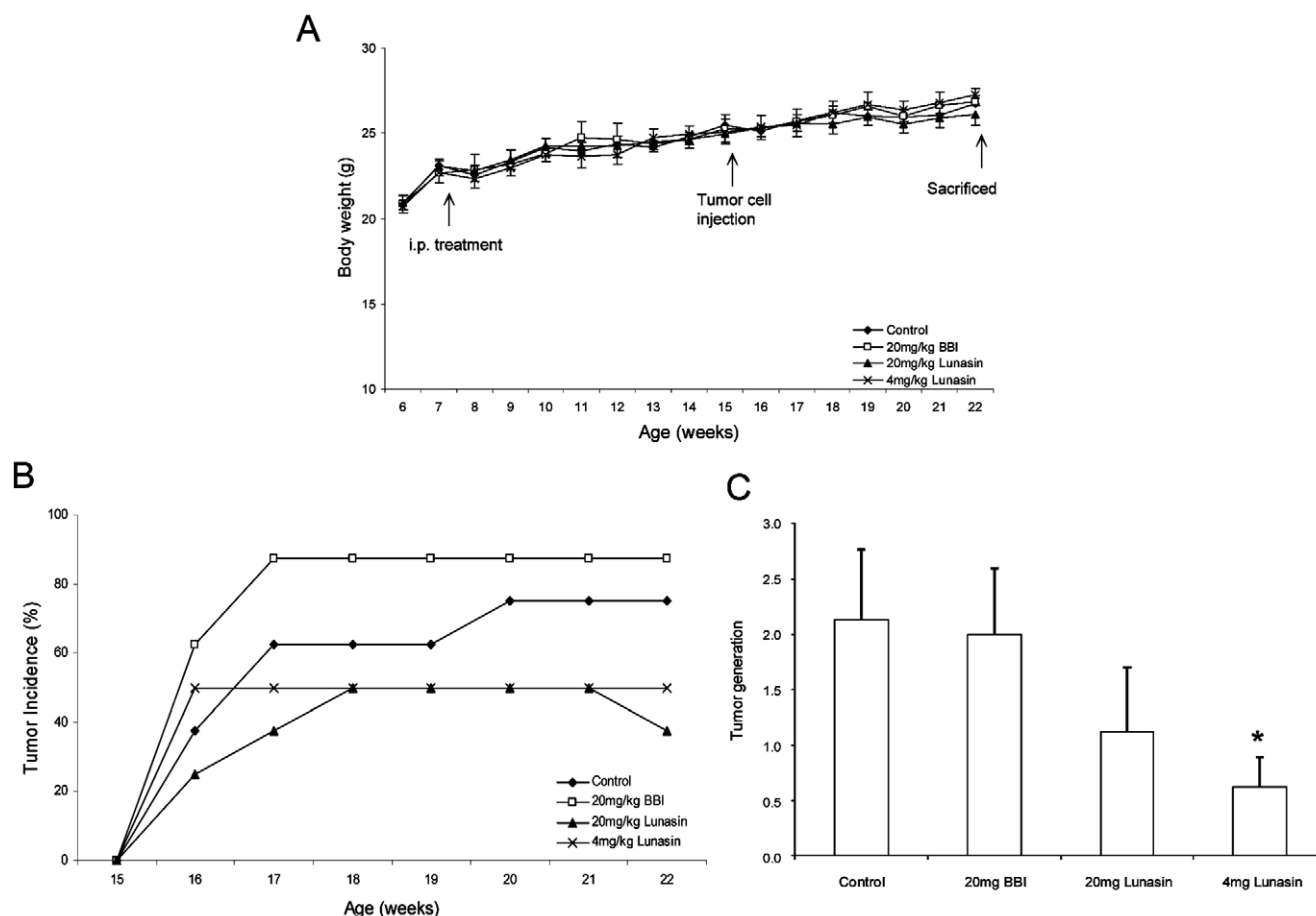 A
30
25
20
15
10
Body weight (g)
i.p. treatment
Tumor cell
injection
Sacrificed
Control
20mg/kg BBI
20mg/kg Lunasin
4mg/kg Lunasin
6 7 8 9 10 11 12 13 14 15 16 17 18 19 20 21 22
Age (weeks)
B
100
80
60
40
20
0
Tumor Incidence (%)
Control
20mg/kg BBI
20mg/kg Lunasin
4mg/kg Lunasin
15 16 17 18 19 20 21 22
Age (weeks)
C
3.0
2.5
2.0
1.5
1.0
0.5
0.0
Tumor generation
*
Control 20mg BBI 20mg Lunasin 4mg Lunasin